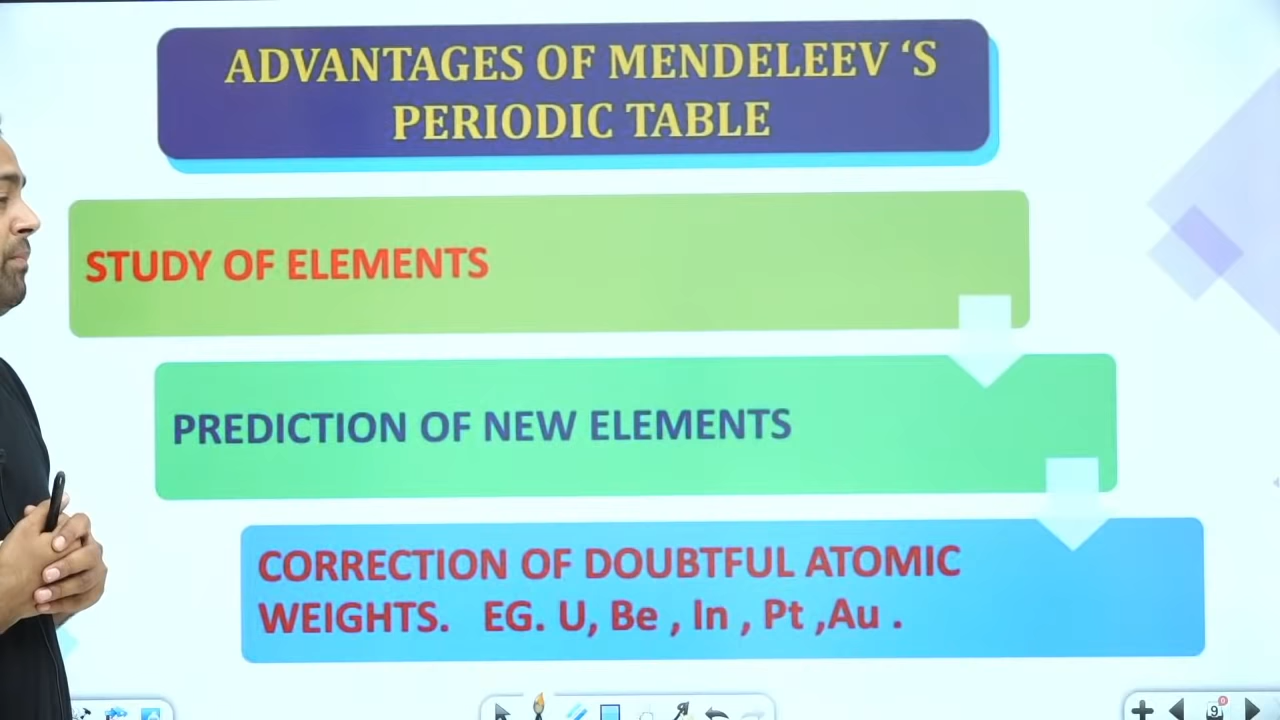 ADVANTAGES OF MENDELEEV ‘S
PERIODIC TABLE
STUDY OF ELEMENTS
PREDICTION OF NEW ELEMENTS
CORRECTION OF DOUBTFUL ATOMIC
WEIGHTS. EG. U, Be , In , Pt ,Au .
9